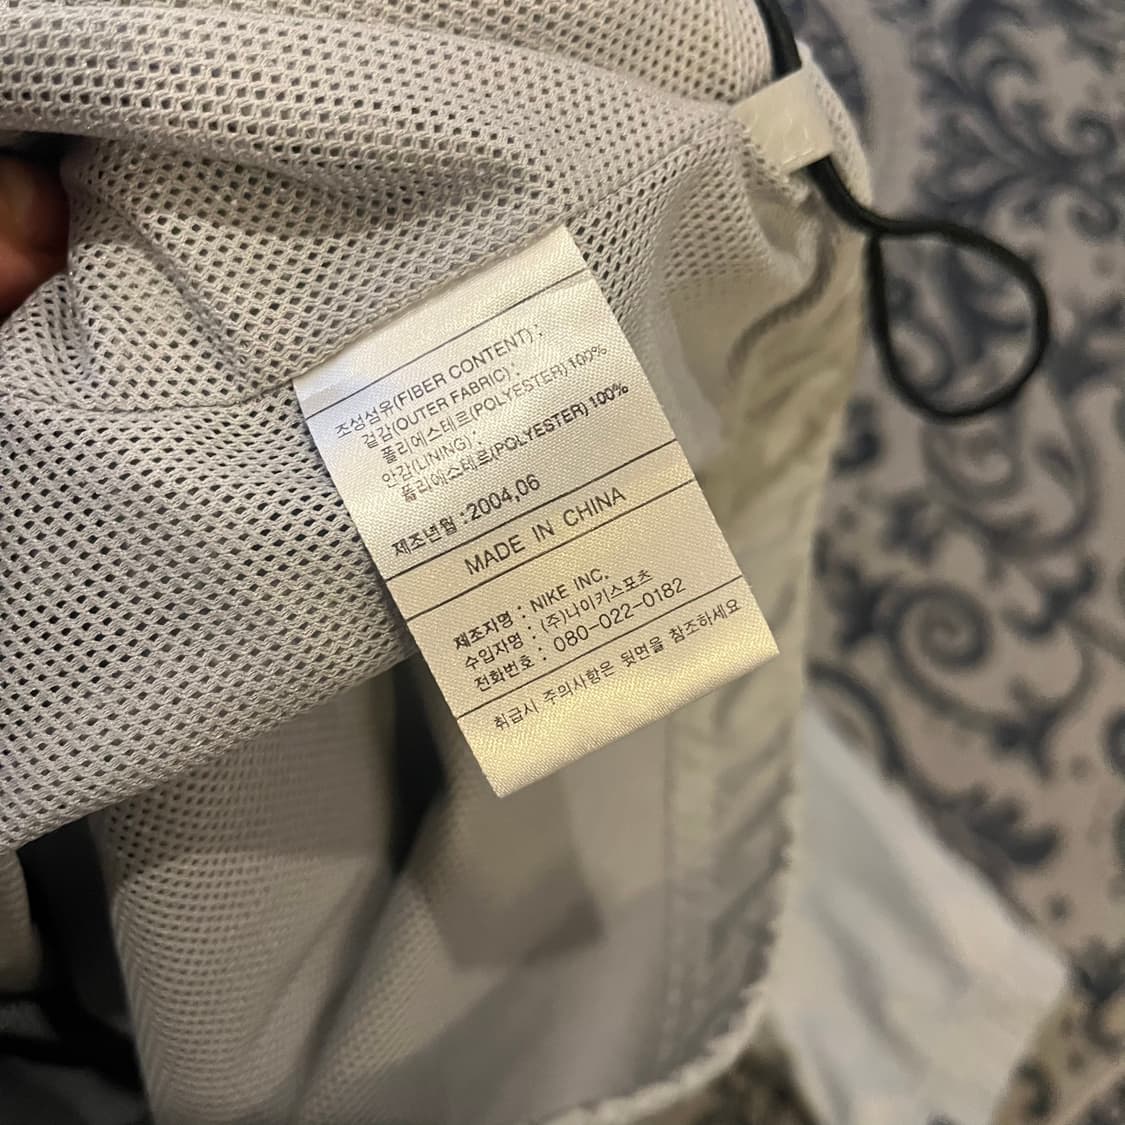 조성섬유(FIBER CONTENT) :
겉감(OUTER FABRIC) :
폴리에스테르(POLYESTER) 100%
안감(LINING) :
폴리에스테르(POLYESTER) 100%
제조년월 : 2004,06
MADE IN CHINA
제조자명 : NIKE INC.
수입자명 : (주)나이키스포츠
전화번호 : 080-022-0182
취급시 주의사항은 뒷면을 참조하세요